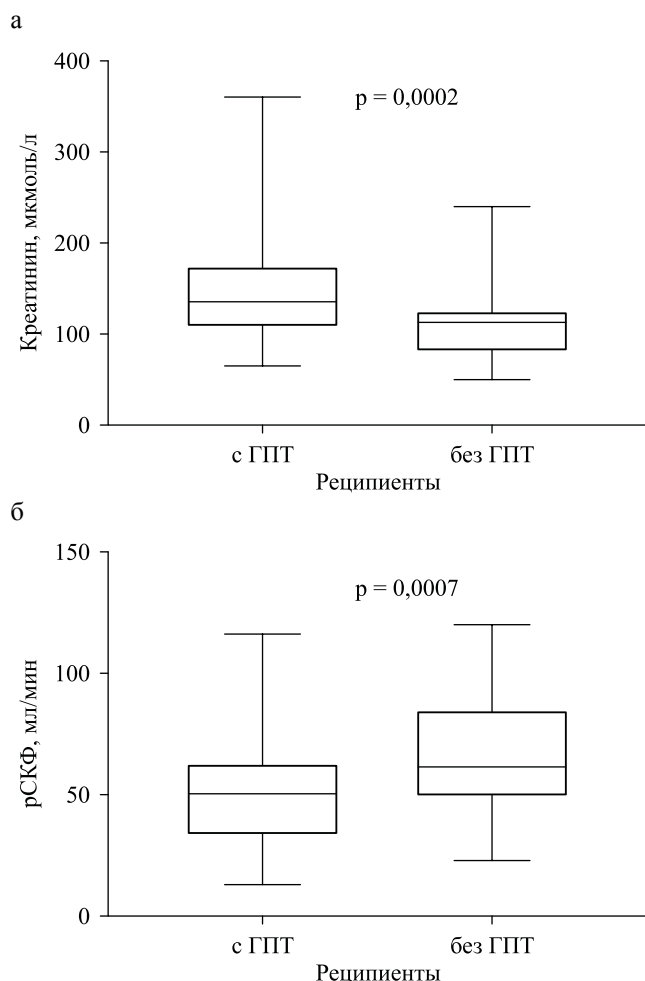 а
400
p = 0,0002
300
200
100
0
Креатинин, мкмоль/л
с ГПТ
без ГПТ
Реципиенты
б
150
p = 0,0007
100
50
0
рСКФ, мл/мин
с ГПТ
без ГПТ
Реципиенты